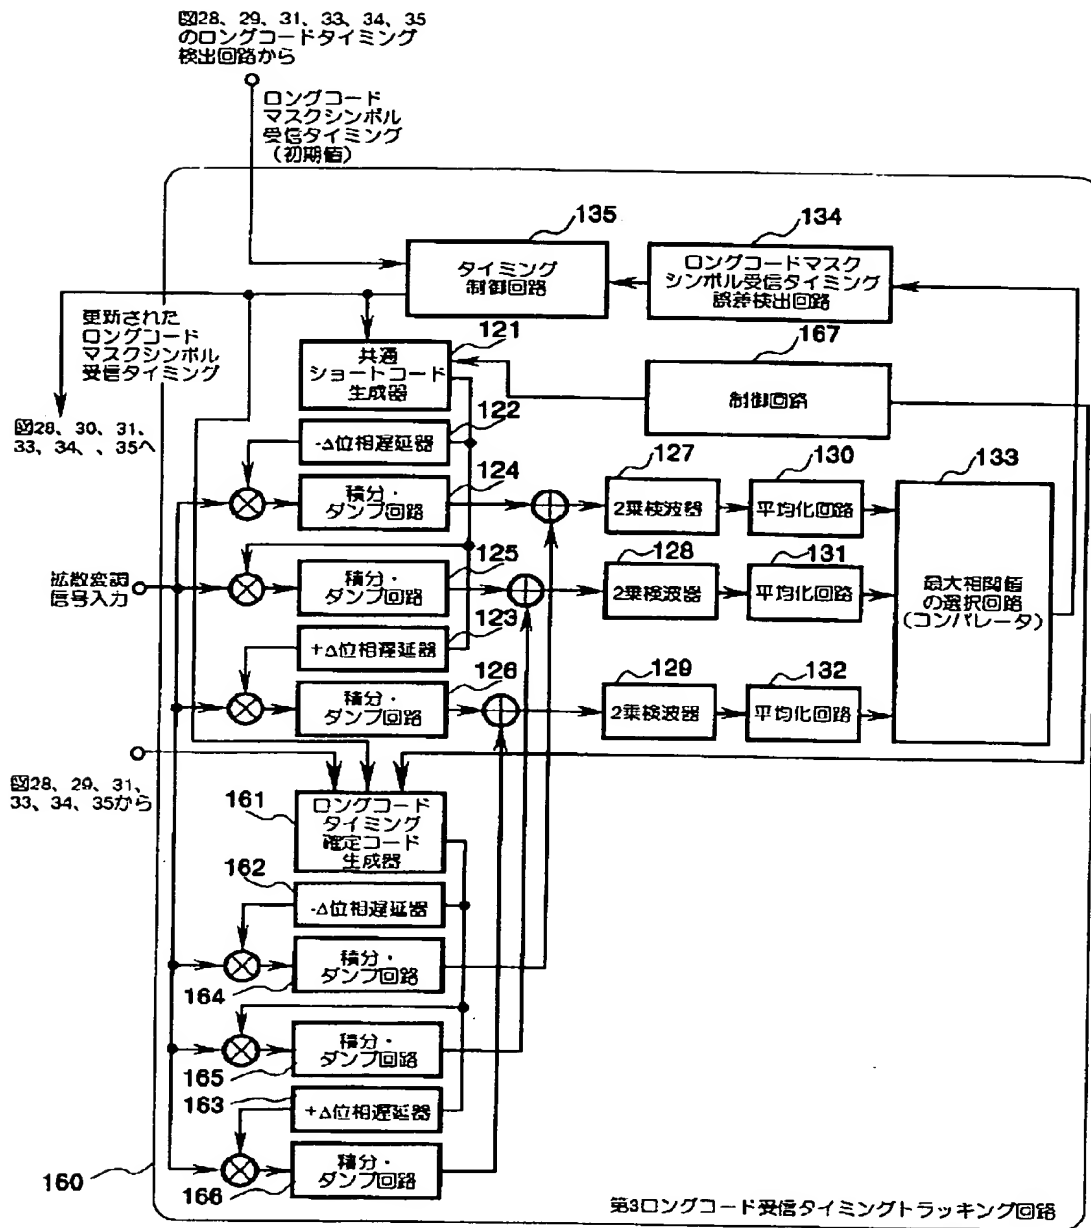 図28、29、31、33、34、35
のロングコードタイミング
検出回路から
ロングコード
マスクシンボル
受信タイミング
(初期値)
135
134
タイミング
制御回路
ロングコードマスク
シンボル受信タイミング
誤差検出回路
更新された
ロングコード
マスクシンボル
受信タイミング
121
167
共通
ショートコード
生成器
制御回路
図28、30、31、
33、34、、35へ
122
-Δ位相遅延器
124
127
130
133
積分・
ダンプ回路
2乗検波器
平均化回路
拡散変調
信号入力
125
128
131
積分・
ダンプ回路
2乗検波器
平均化回路
最大相関値
の選択回路
(コンパレータ)
123
+Δ位相遅延器
126
129
132
積分・
ダンプ回路
2乗検波器
平均化回路
図28、29、31、
33、34、35から
161
ロングコード
タイミング
確定コード
生成器
162
-Δ位相遅延器
積分・
ダンプ回路
164
積分・
ダンプ回路
165
163
+Δ位相遅延器
積分・
ダンプ回路
160
166
第3ロングコード受信タイミングトラッキング回路